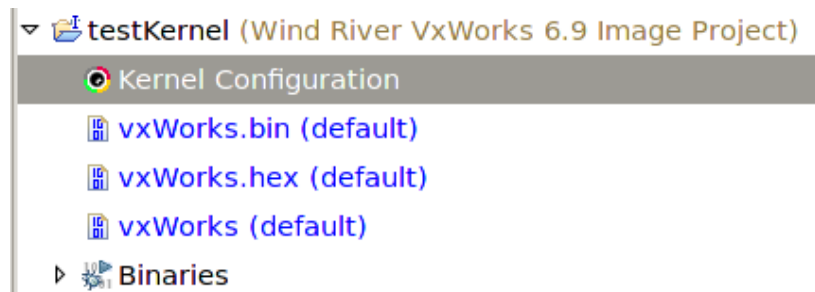 testKernel (Wind River VxWorks 6.9 Image Project)
Kernel Configuration
vxWorks.bin (default)
vxWorks.hex (default)
vxWorks (default)
Binaries